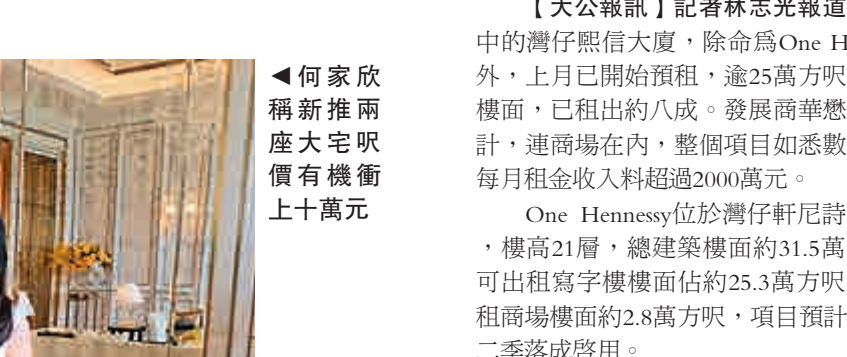 ◀何家欣
稱新推兩
座大宅呎
價有機衝
上十萬元
【大公報訊】記者林志光報道
中的灣仔熙信大廈,除命爲One H
外,上月已開始預租,逾25萬方呎
樓面,已租出約八成。發展商華懋
計,連商場在內,整個項目如悉數
每月租金收入料超過2000萬元。
One Hennessy位於灣仔軒尼詩
,樓高21層,總建築樓面約31.5萬
可出租寫字樓樓面佔約25.3萬方呎
租商場樓面約2.8萬方呎,項目預計
二季落成啓用。